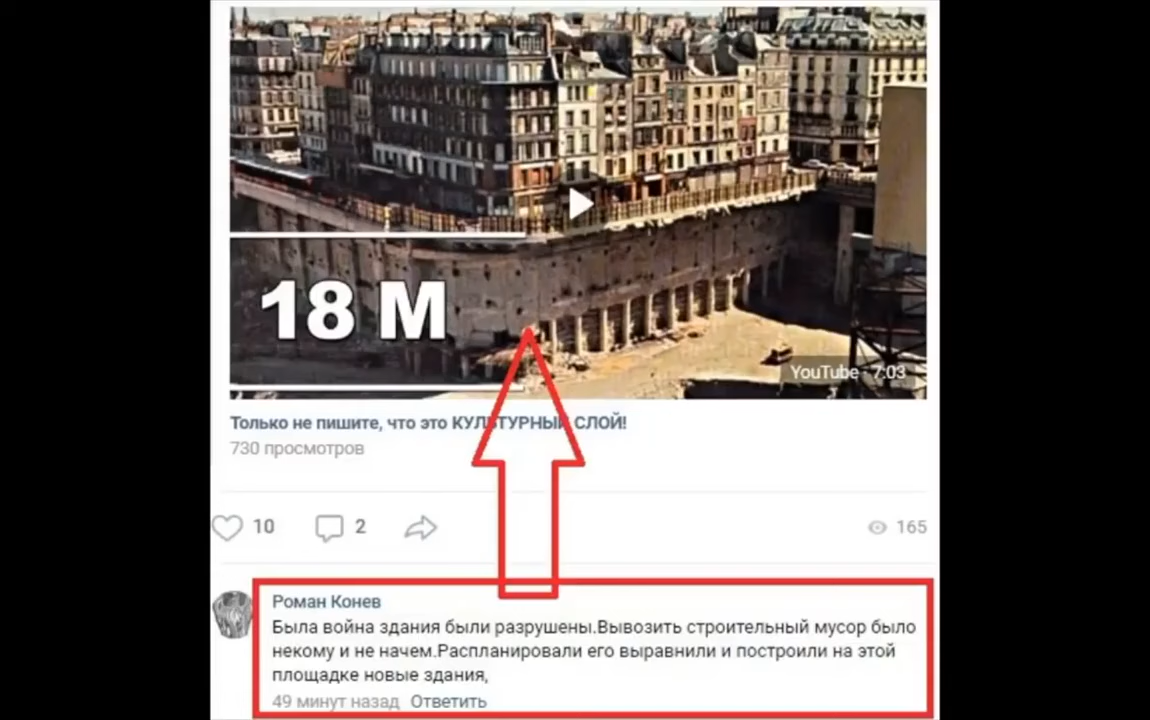 18 М
YouTube · 7:03
Только не пишите, что это КУЛЬТУРНЫЙ СЛОЙ!
730 просмотров
10
2
165
Роман Конев
Была война здания были разрушены.Вывозить строительный мусор было
некому и не начем.Распланировали его выравнили и построили на этой
площадке новые здания,
49 минут назад Ответить